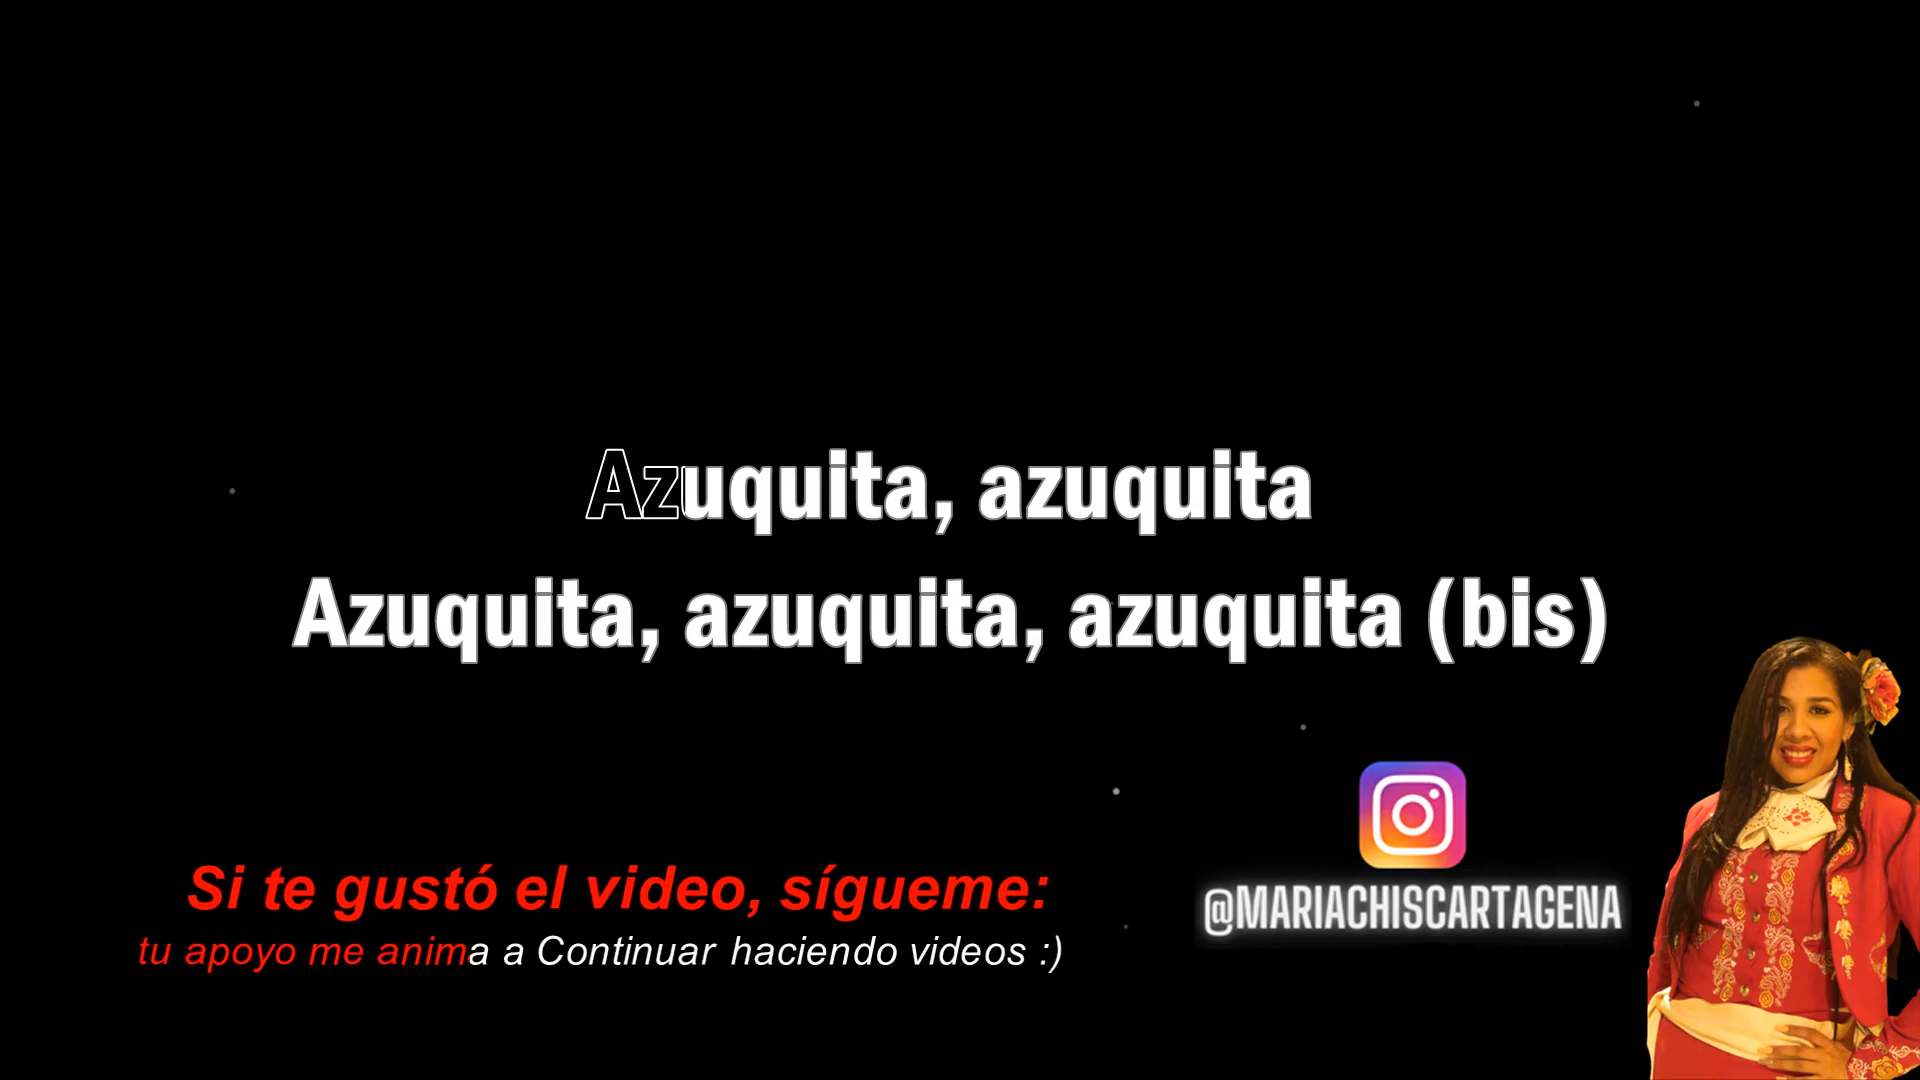 Azuquita, azuquita
Azuquita, azuquita, azuquita (bis)
Si te gustó el video, sígueme:
tu apoyo me anima a Continuar haciendo videos :)
@MARIACHISCARTAGENA